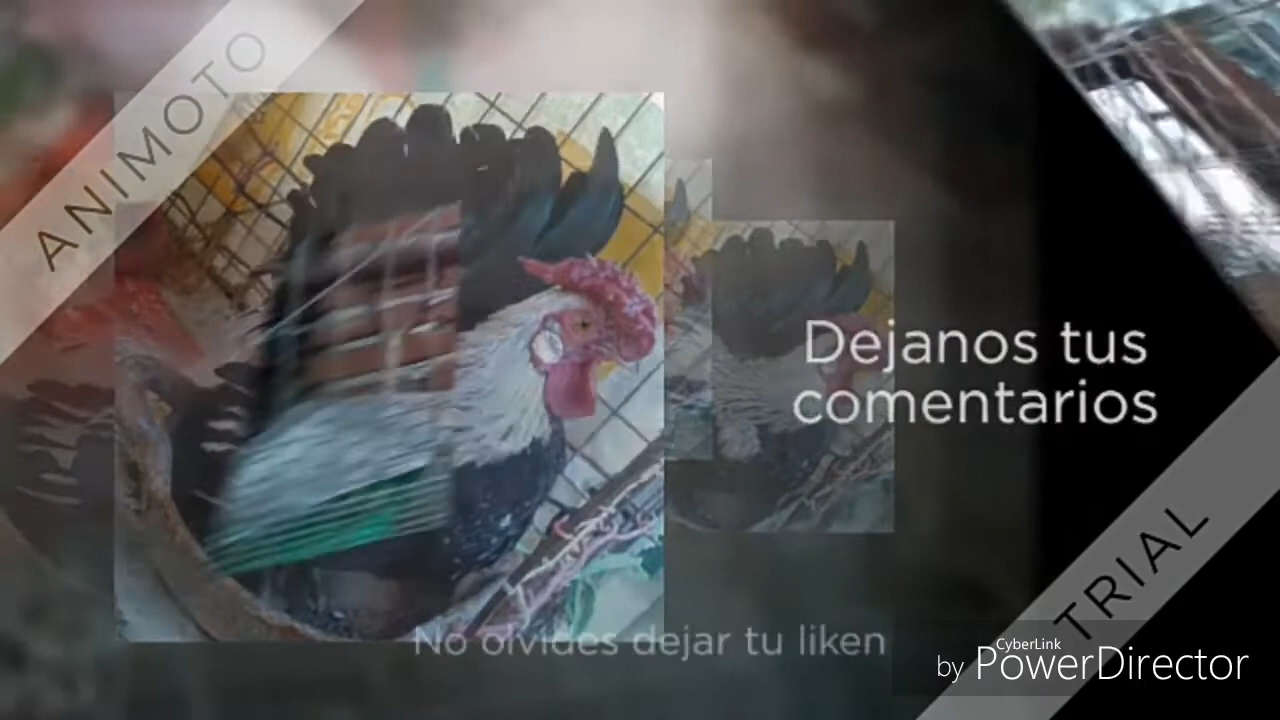 ANIMOTO
Dejanos tus
comentarios
No olvides dejar tu liken
TRIAL
CyberLink
by PowerDirector